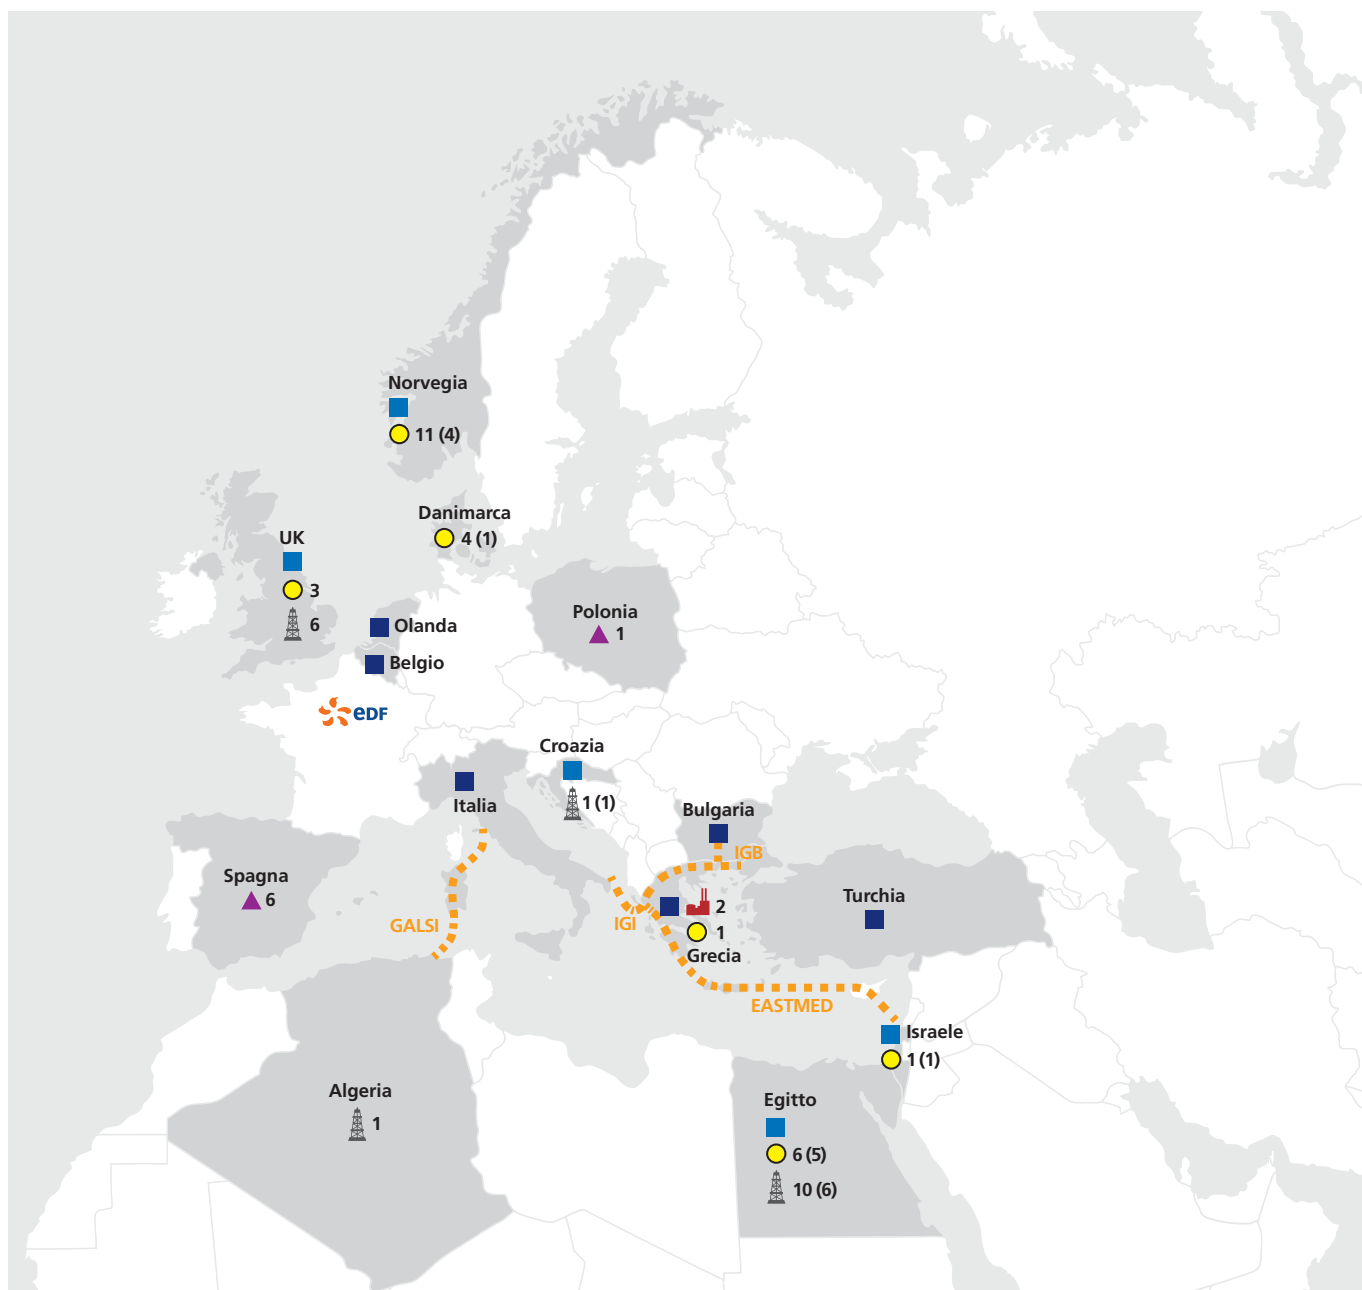 Norvegia
11 (4)
Danimarca
4 (1)
UK
3
6
Olanda
Belgio
eDF
Polonia
1
Croazia
1 (1)
Italia
Bulgaria
IGB
Spagna
6
GALSI
IGI
2
1
Grecia
Turchia
EASTMED
Israele
1 (1)
Algeria
1
Egitto
6 (5)
10 (6)